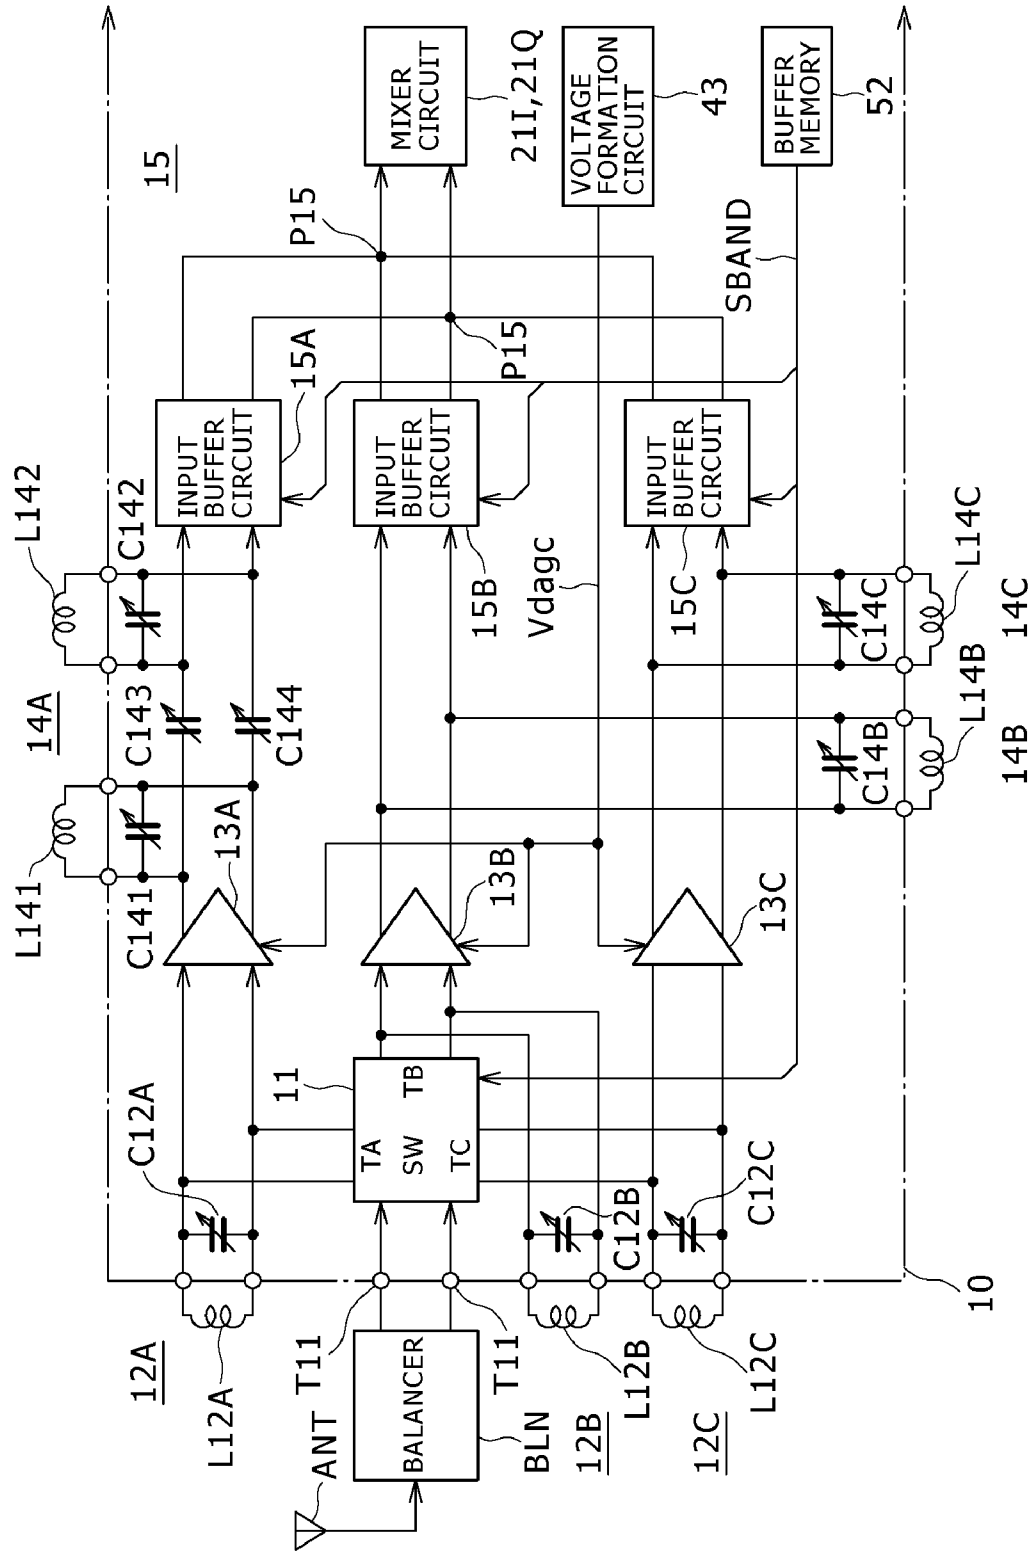 L141
14A
L142
C141
C143
C142
15
13A
C144
15A
P15
INPUT
BUFFER
CIRCUIT
MIXER
CIRCUIT
21I,21Q
12A
C12A
L12A
11
TA
SW
TB
TC
13B
INPUT
BUFFER
CIRCUIT
15B
P15
ANT
T11
BALANCER
BLN
T11
Vdagc
VOLTAGE
FORMATION
CIRCUIT
43
12B
L12B
C12B
13C
15C
INPUT
BUFFER
CIRCUIT
SBAND
BUFFER
MEMORY
52
12C
L12C
C12C
C14B
C14C
10
L14B
14B
L14C
14C